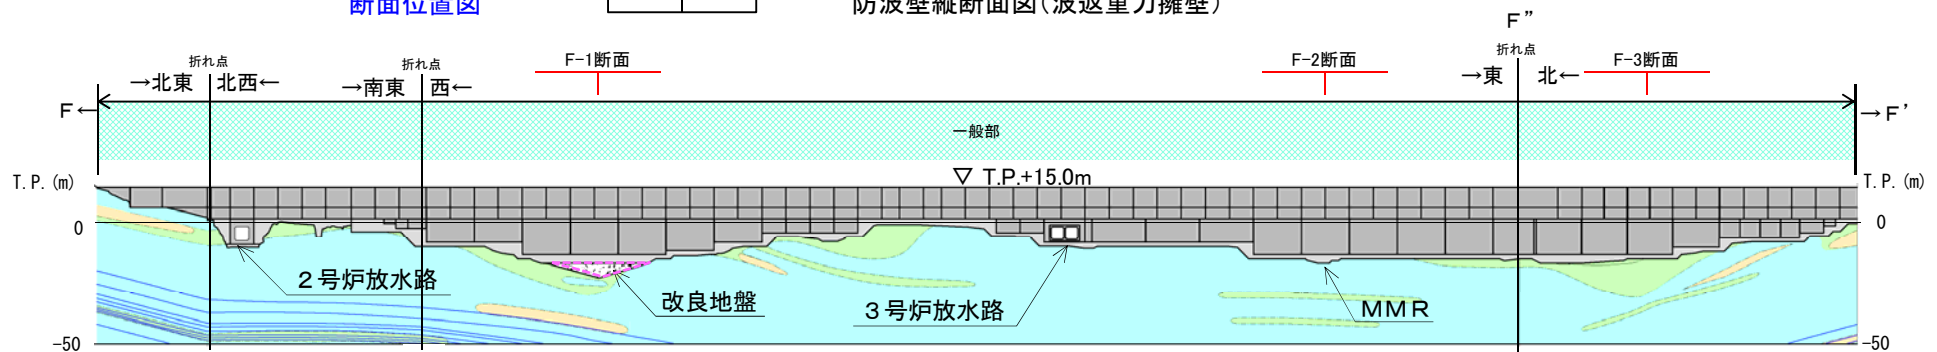 断面位置図
防波壁縦断面図(波返重力擁壁)
F”
折れ点
折れ点
折れ点
F-1断面
F-2断面
F-3断面
→北東
北西←
→南東
西←
→東
北←
F←
→F’
一般部
T.P.(m)
▽ T.P.+15.0m
T.P.(m)
0
0
2号炉放水路
改良地盤
3号炉放水路
MMR
-50
-50